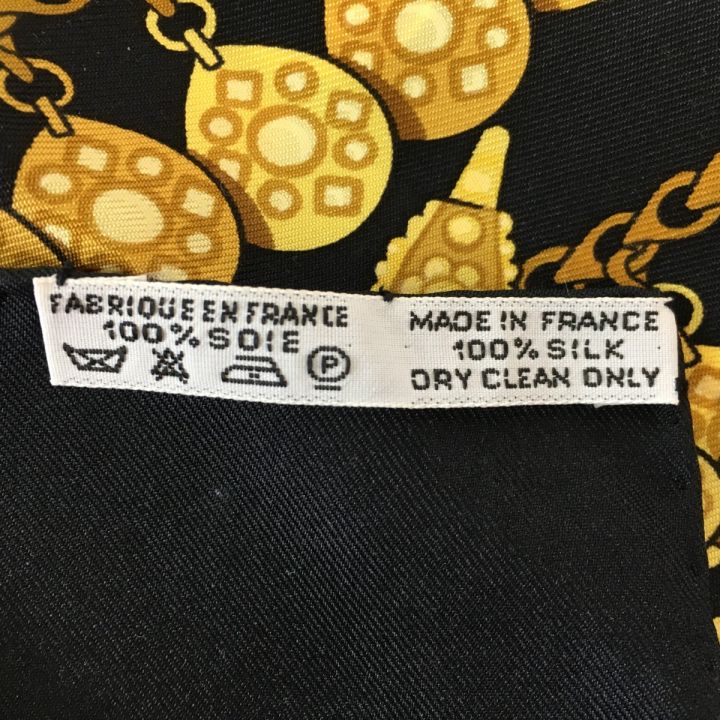 FABRIQUE EN FRANCE
100% SOIE
P
MADE IN FRANCE
100% SILK
DRY CLEAN ONLY